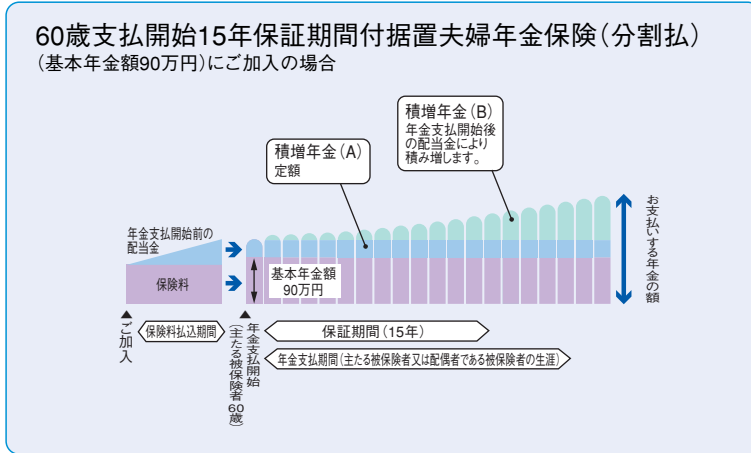 60歳支払開始15年保証期間付据置夫婦年金保険（分割払）
（基本年金額90万円）にご加入の場合
積増年金（B）
年金支払開始後
の配当金により
積み増します。
積増年金（A）
定額
年金支払開始前の
配当金
保険料
基本年金額
90万円
お支払いする年金の額
ご加入
保険料払込期間
年金支払開始
（主たる被保険者60歳）
保証期間（15年）
年金支払期間（主たる被保険者又は配偶者である被保険者の生涯）